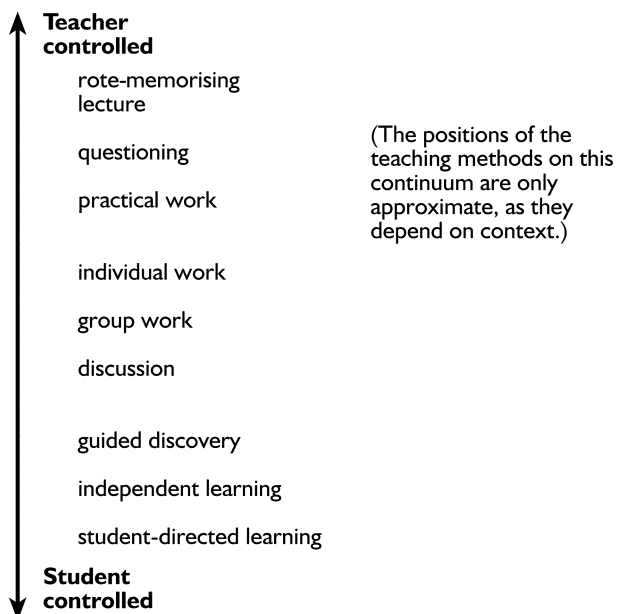 Teacher
controlled
rote-memorising
lecture
questioning
practical work
individual work
group work
discussion
guided discovery
independent learning
student-directed learning
Student
controlled
(The positions of the
teaching methods on this
continuum are only
approximate, as they
depend on context.)